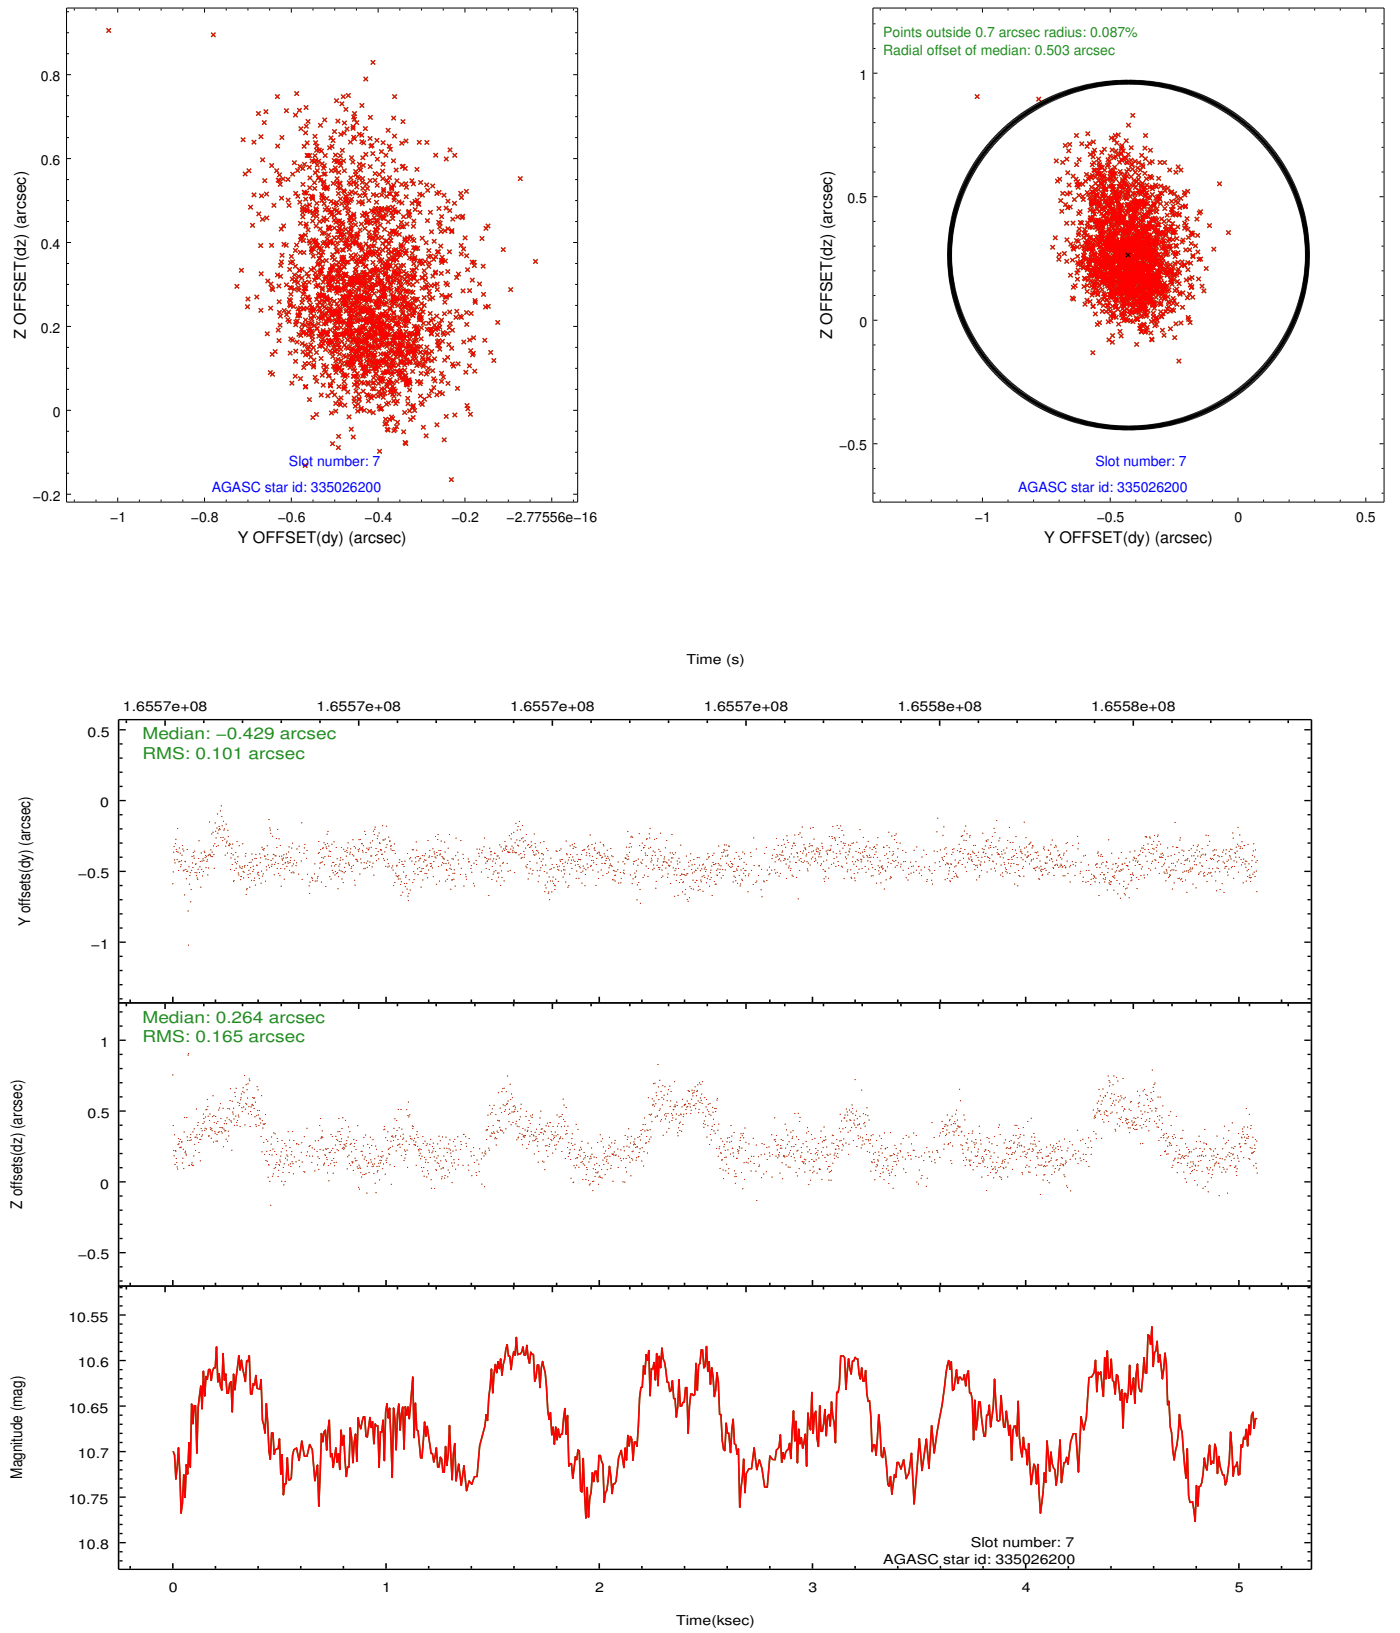 0.8
0.6
0.4
0.2
0
−0.2
Z OFFSET(dz) (arcsec)
−1 −0.8 −0.6 −0.4 −0.2 −2.77556e−16
Y OFFSET(dy) (arcsec)
Slot number: 7
AGASC star id: 335026200
Points outside 0.7 arcsec radius: 0.087%
Radial offset of median: 0.503 arcsec
1
0.5
0
−0.5
Z OFFSET(dz) (arcsec)
−1 −0.5 0 0.5
Y OFFSET(dy) (arcsec)
Slot number: 7
AGASC star id: 335026200
Time (s)
1.6557e+08 1.6557e+08 1.6557e+08 1.6557e+08 1.6558e+08 1.6558e+08
Median: −0.429 arcsec
RMS: 0.101 arcsec
0.5
0
−0.5
−1
Y offsets(dy) (arcsec)
Median: 0.264 arcsec
RMS: 0.165 arcsec
1
0.5
0
−0.5
Z offsets(dz) (arcsec)
10.55
10.6
10.65
10.7
10.75
10.8
Magnitude (mag)
Slot number: 7
AGASC star id: 335026200
0 1 2 3 4 5
Time(ksec)